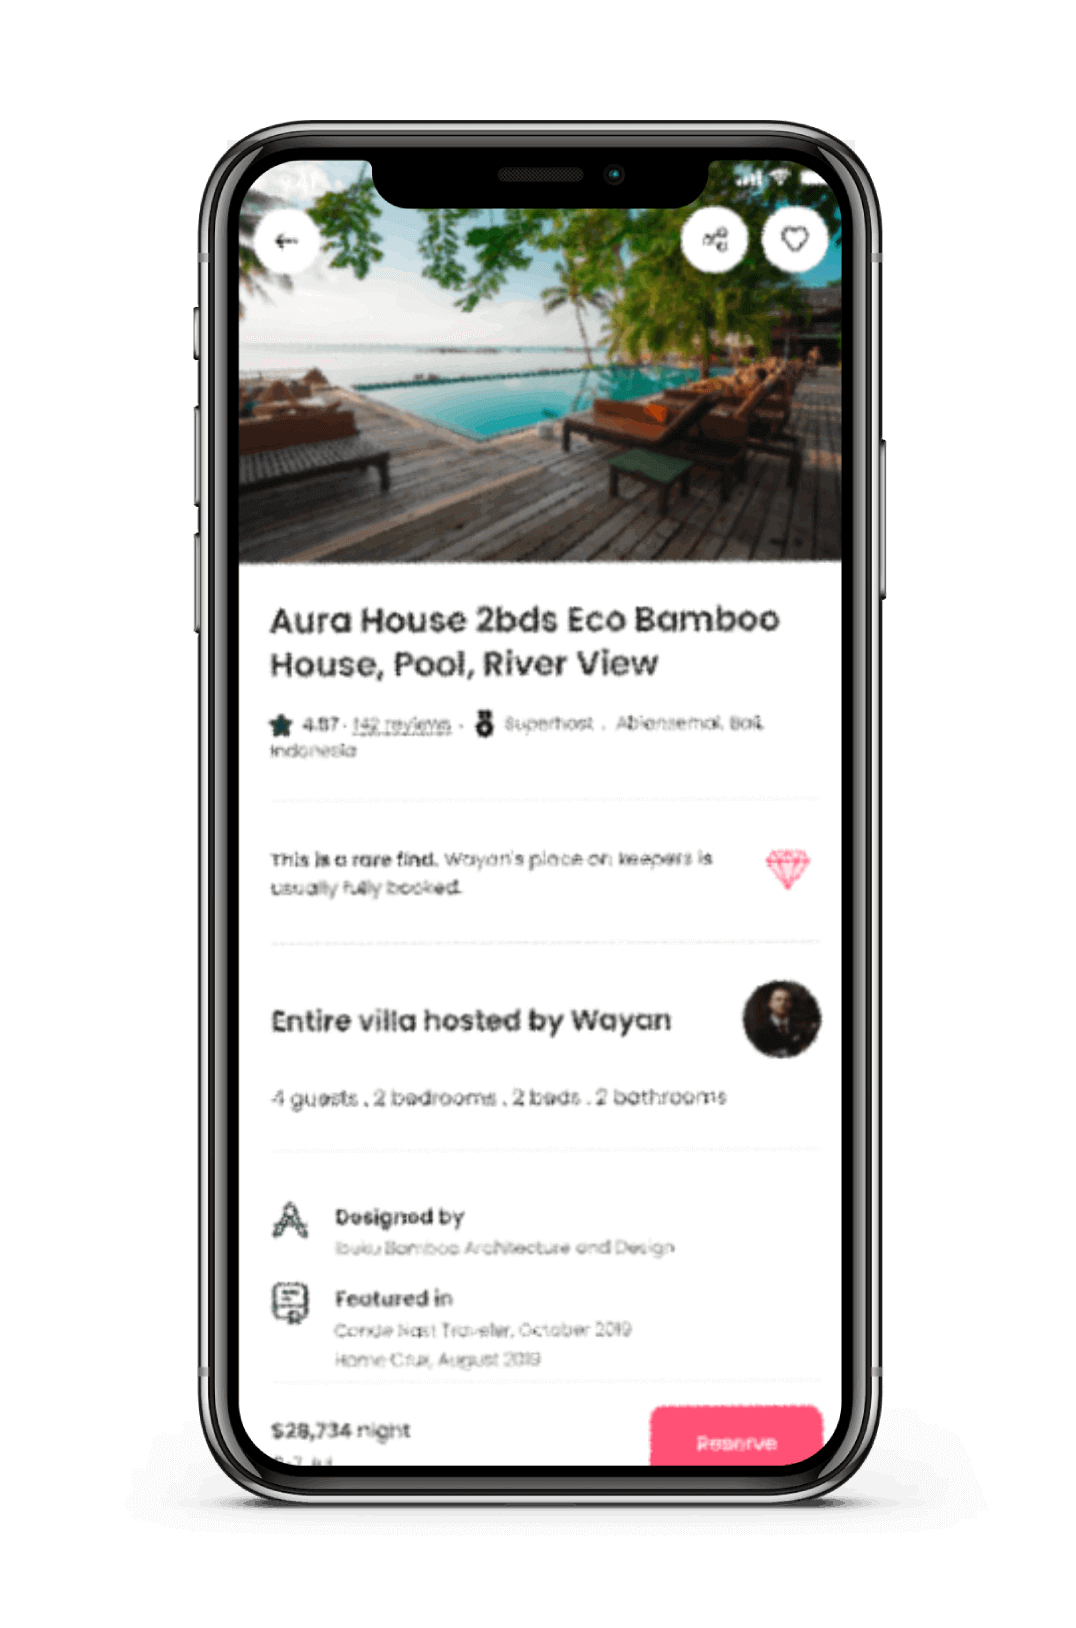 9:41
Aura House 2bds Eco Bamboo
House, Pool, River View
4.87 · 142 reviews · Superhost . Abiansemal, Bali,
Indonesia
This is a rare find. Wayan's place on keepers is
usually fully booked.
Entire villa hosted by Wayan
4 guests . 2 bedrooms . 2 beds . 2 bathrooms
Designed by
Ibuku Bamboo Architecture and Design
Featured in
Conde Nast Traveler, October 2019
Home Crux, August 2019
$28,734 night
Reserve